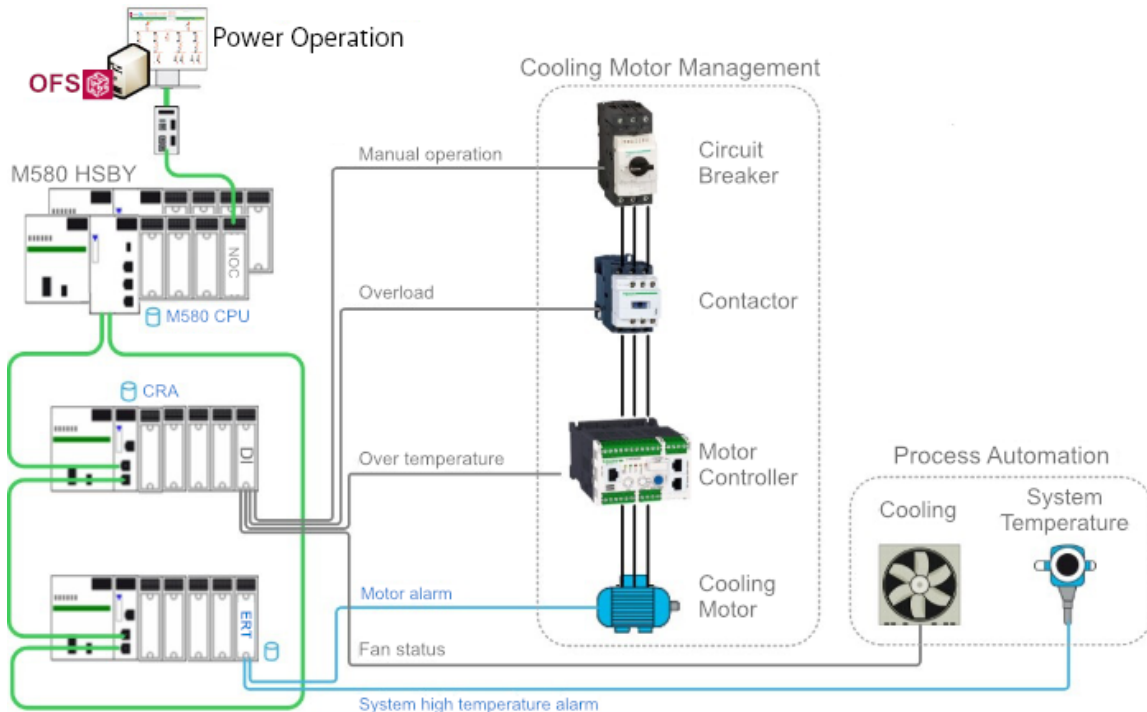 Power Operation
OFS
Cooling Motor Management
M580 HSBY
Manual operation
Circuit
Breaker
NOC
Overload
Contactor
M580 CPU
CRA
DI
Over temperature
Motor
Controller
Process Automation
Cooling
System
Temperature
ERT
Motor alarm
Cooling
Motor
Fan status
System high temperature alarm